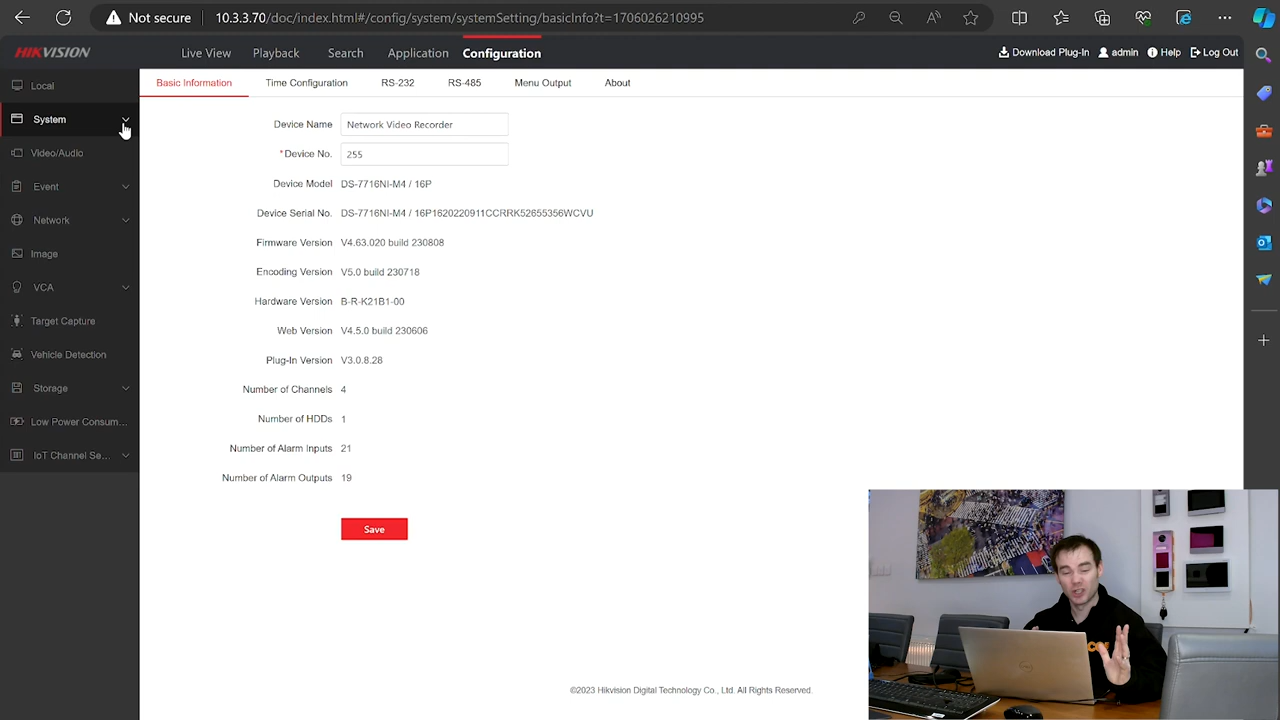 Not secure
10.3.3.70/doc/index.html#/config/system/systemSetting/basicInfo?t=1706026210995
HIKVISION
Live View
Playback
Search
Application
Configuration
Download Plug-in
admin
Help
Log Out
Local
System
Video/Audio
Event
Network
Image
VCA
Target Capture
Vehicle Detection
Storage
Low Power Consum...
IoT Channel Se...
Basic Information
Time Configuration
RS-232
RS-485
Menu Output
About
Device Name Network Video Recorder
*Device No. 255
Device Model DS-7716NI-M4 / 16P
Device Serial No. DS-7716NI-M4 / 16P1620220911CCRRK52655356WCVU
Firmware Version V4.63.020 build 230808
Encoding Version V5.0 build 230718
Hardware Version B-R-K21B1-00
Web Version V4.5.0 build 230606
Plug-In Version V3.0.8.28
Number of Channels 4
Number of HDDs 1
Number of Alarm Inputs 21
Number of Alarm Outputs 19
Save
©2023 Hikvision Digital Technology Co., Ltd. All Rights Reserved.